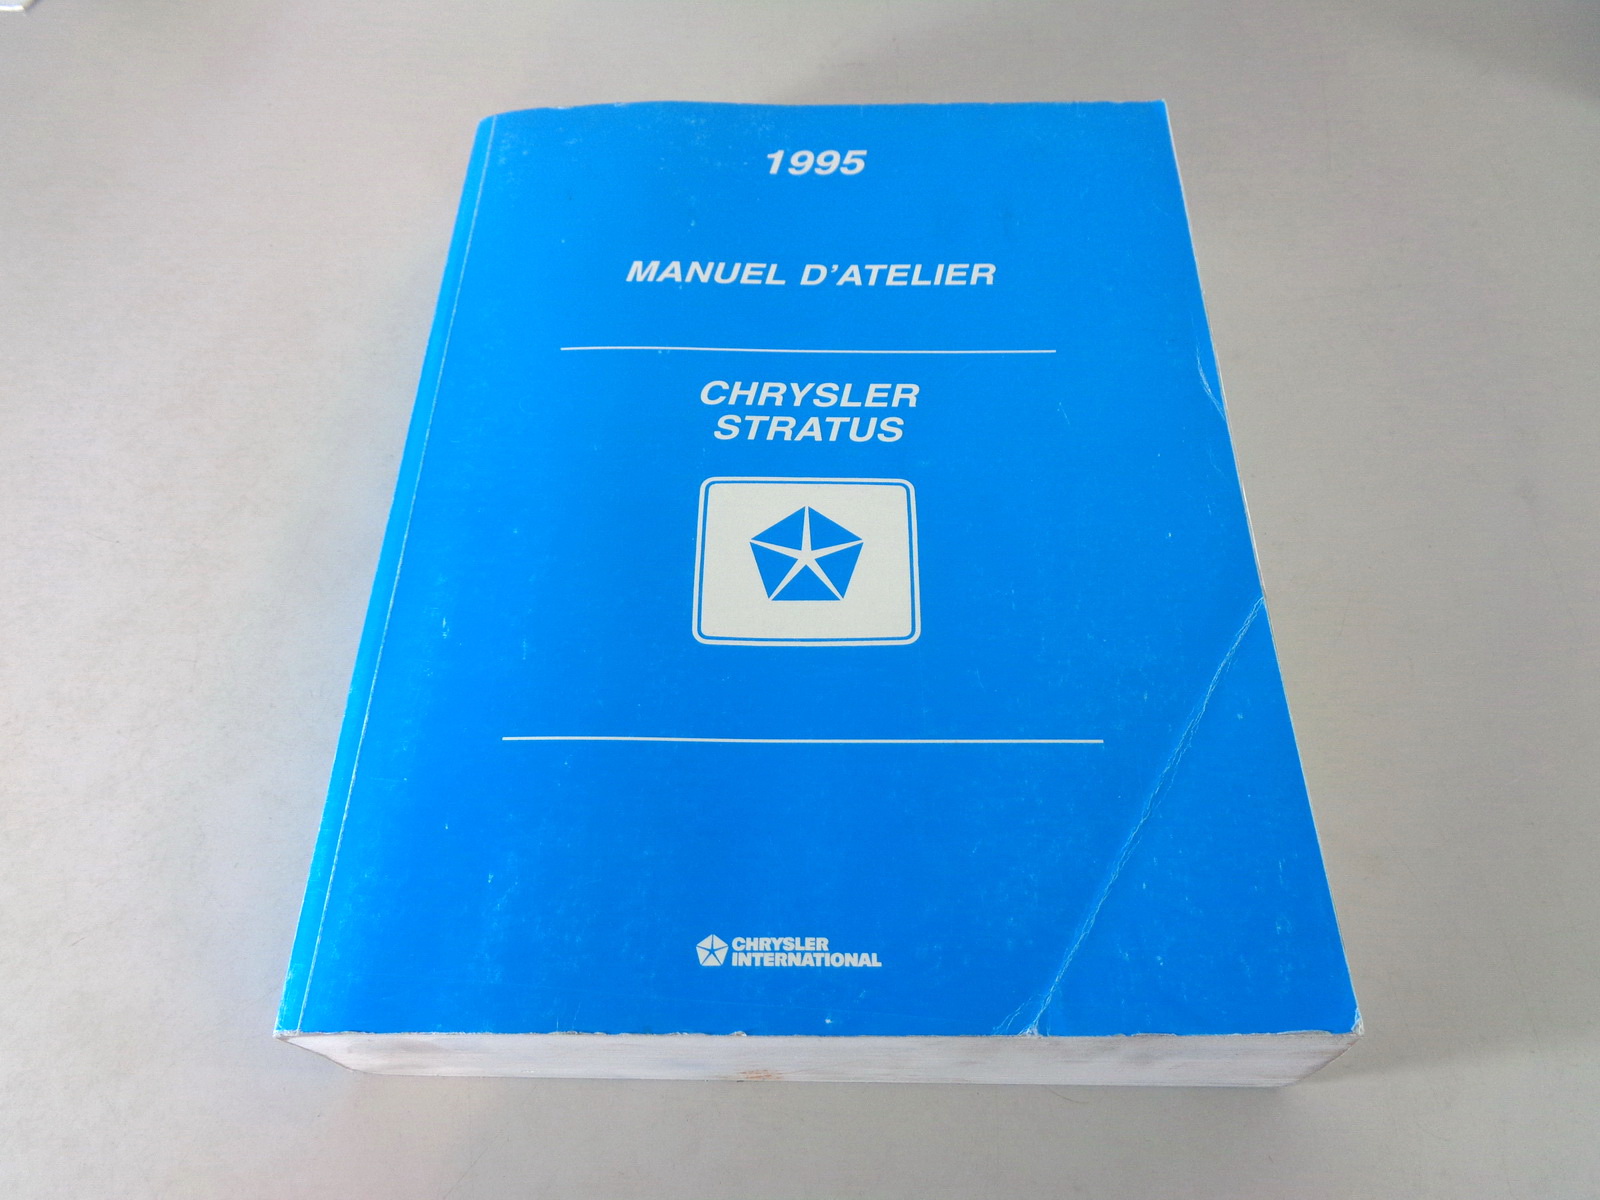 1995
MANUEL D'ATELIER
CHRYSLER
STRATUS
CHRYSLER
INTERNATIONAL